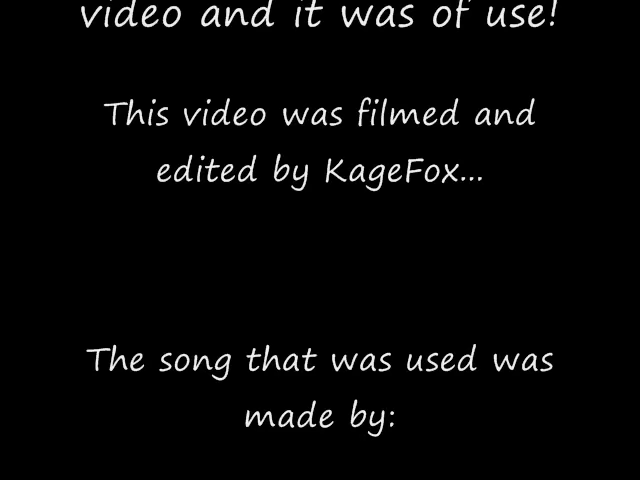 video and it was of use!
This video was filmed and
edited by KageFox...
The song that was used was
made by: